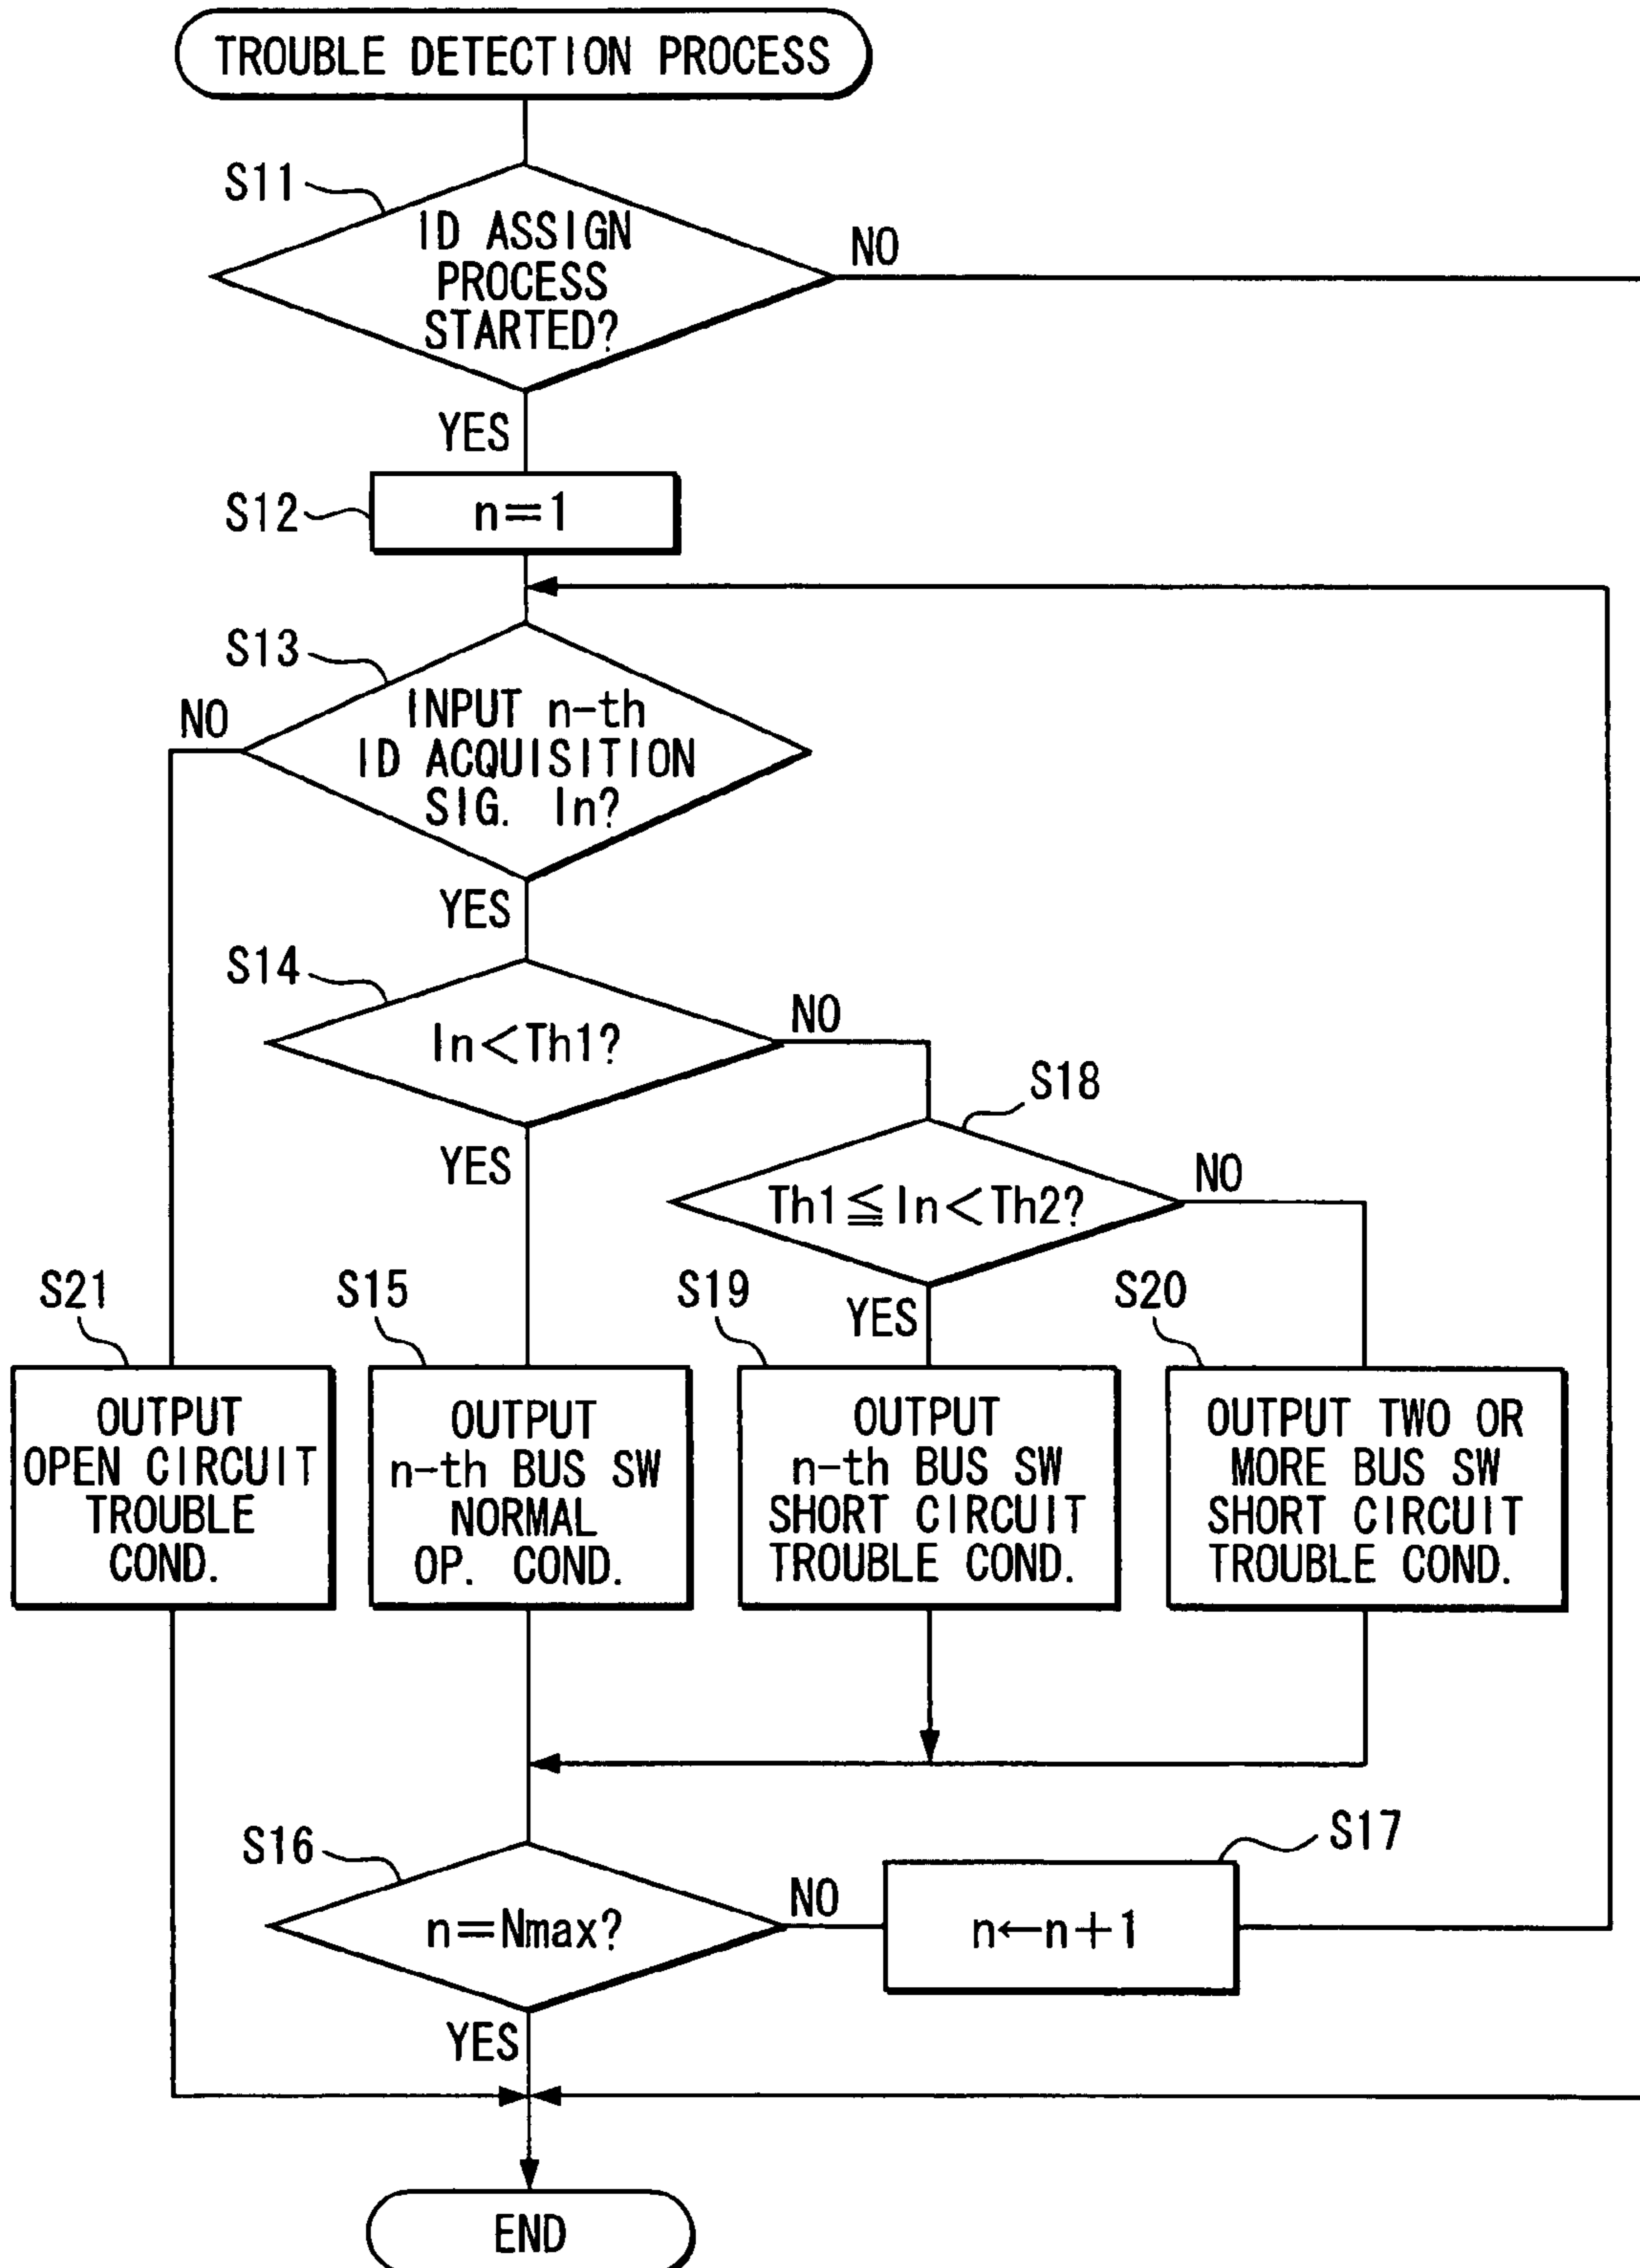 TROUBLE DETECTION PROCESS
S11
ID ASSIGN
PROCESS
STARTED?
NO
YES
S12
n=1
S13
INPUT n-th
ID ACQUISITION
SIG. In?
NO
YES
S14
In<Th1?
NO
YES
S18
Th1≦In<Th2?
NO
YES
S21
OUTPUT
OPEN CIRCUIT
TROUBLE
COND.
S15
OUTPUT
n-th BUS SW
NORMAL
OP. COND.
S19
OUTPUT
n-th BUS SW
SHORT CIRCUIT
TROUBLE COND.
S20
OUTPUT TWO OR
MORE BUS SW
SHORT CIRCUIT
TROUBLE COND.
S16
n=Nmax?
NO
YES
S17
n←n+1
END